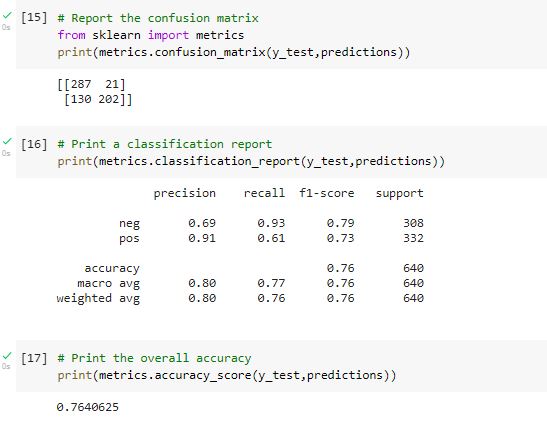 [15] # Report the confusion matrix
from sklearn import metrics
print(metrics.confusion_matrix(y_test,predictions))
0s
[[287  21]
 [130 202]]
[16] # Print a classification report
0s
print(metrics.classification_report(y_test,predictions))
precision    recall  f1-score   support
neg       0.69      0.93      0.79       308
pos       0.91      0.61      0.73       332
accuracy                           0.76       640
macro avg       0.80      0.77      0.76       640
weighted avg       0.80      0.76      0.76       640
[17] # Print the overall accuracy
0s
print(metrics.accuracy_score(y_test,predictions))
0.7640625